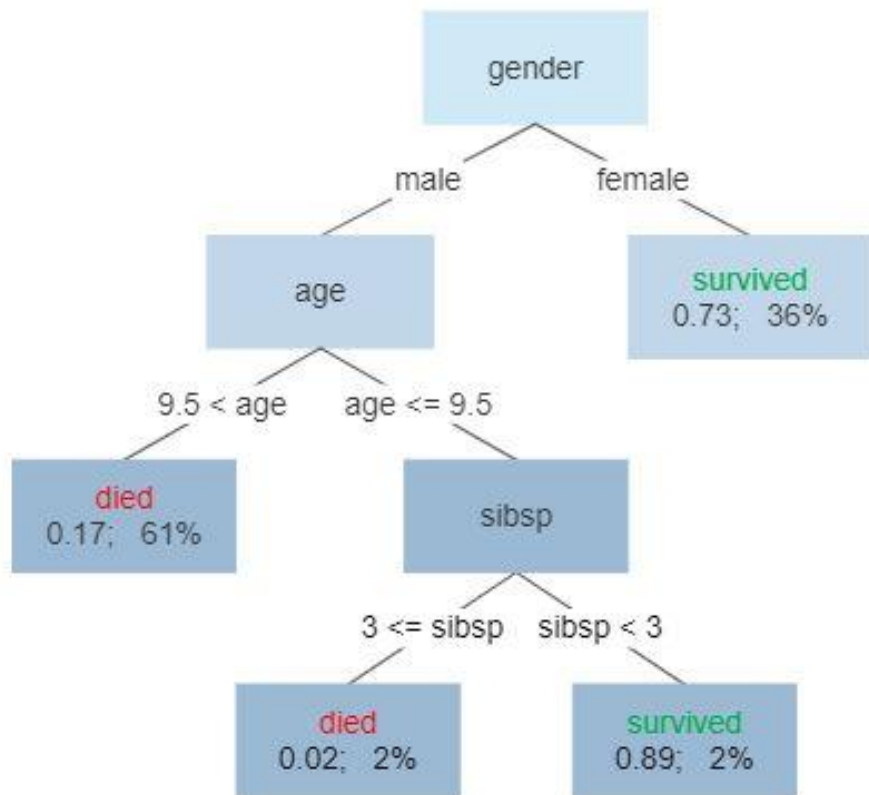 gender
male
female
age
survived
0.73; 36%
9.5 < age
age <= 9.5
died
0.17; 61%
sibsp
3 <= sibsp
sibsp < 3
died
0.02; 2%
survived
0.89; 2%